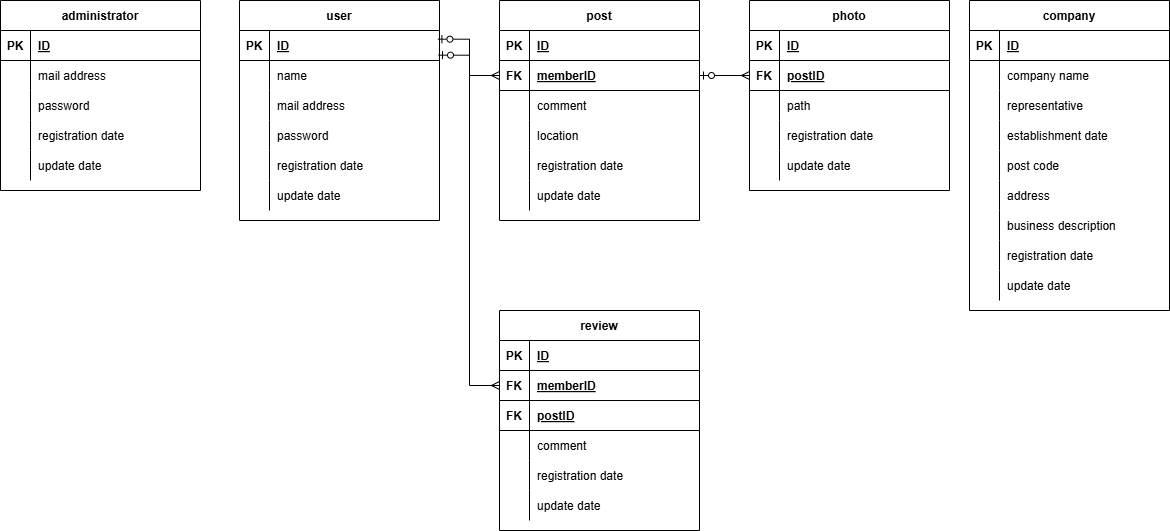 administrator
PK ID
mail address
password
registration date
update date
user
PK ID
name
mail address
password
registration date
update date
post
PK ID
FK memberID
comment
location
registration date
update date
photo
PK ID
FK postID
path
registration date
update date
company
PK ID
company name
representative
establishment date
post code
address
business description
registration date
update date
review
PK ID
FK memberID
FK postID
comment
registration date
update date